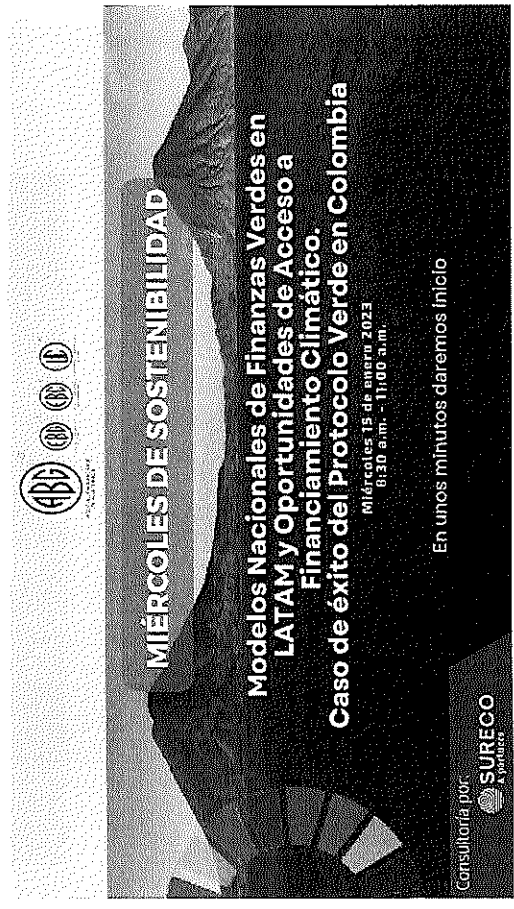 ABG
MIÉRCOLES DE SOSTENIBILIDAD
Modelos Nacionales de Finanzas Verdes en
LATAM y Oportunidades de Acceso a
Financiamiento Climático.
Caso de éxito del Protocolo Verde en Colombia
Miércoles 15 de enero 2023
8:30 a.m. - 11:00 a.m.
En unos minutos daremos inicio
Consultoría por:
SURECO
& partners